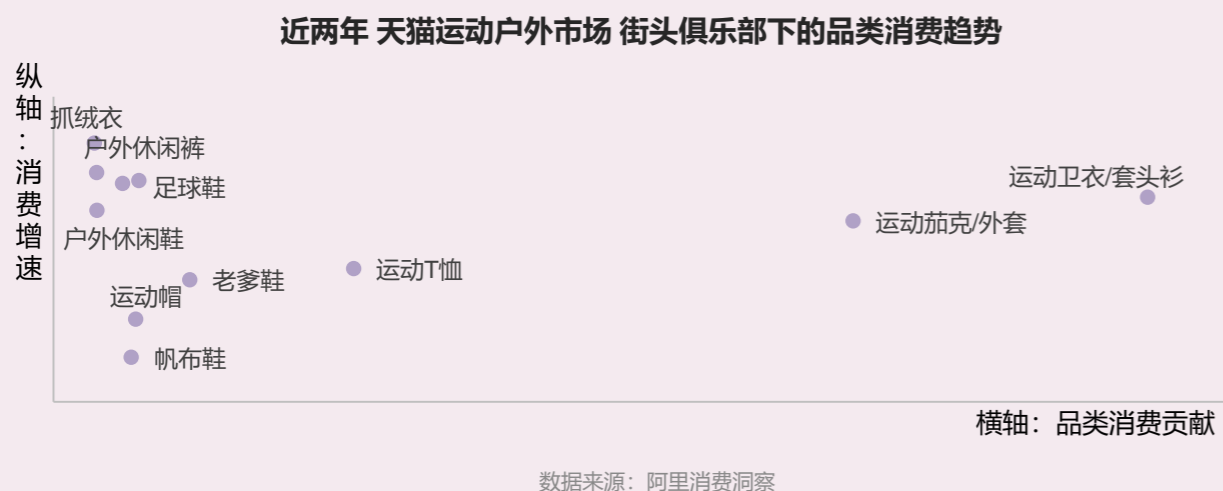 近两年 天猫运动户外市场 街头俱乐部下的品类消费趋势
纵轴：消费增速
抓绒衣
户外休闲裤
足球鞋
户外休闲鞋
运动卫衣/套头衫
运动茄克/外套
运动T恤
老爹鞋
运动帽
帆布鞋
横轴：品类消费贡献
数据来源：阿里消费洞察